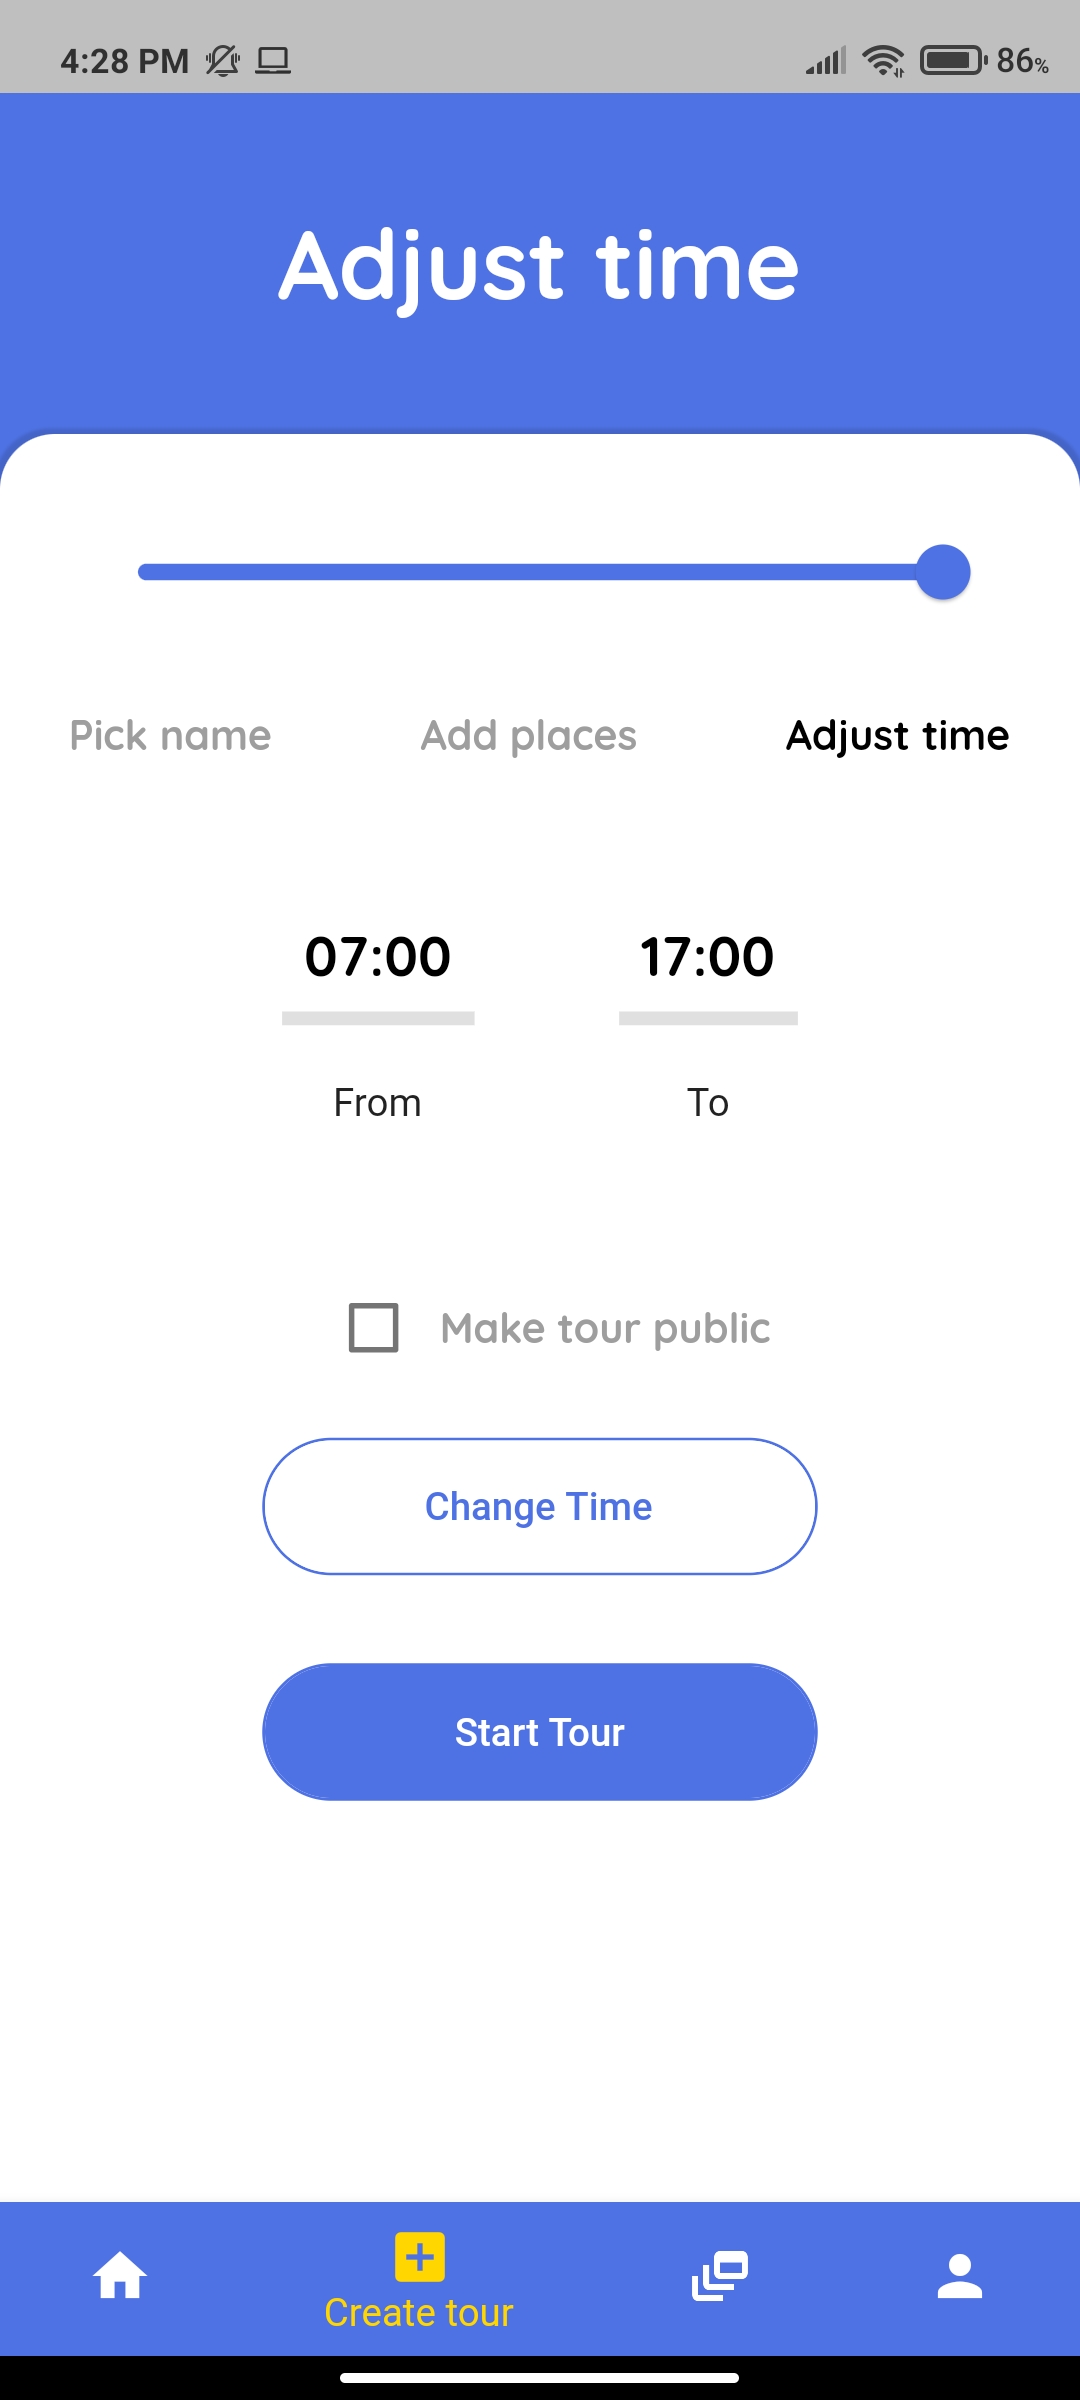 4:28 PM 86%
Adjust time
Pick name Add places Adjust time
07:00 17:00
From To
Make tour public
Change Time
Start Tour
Create tour